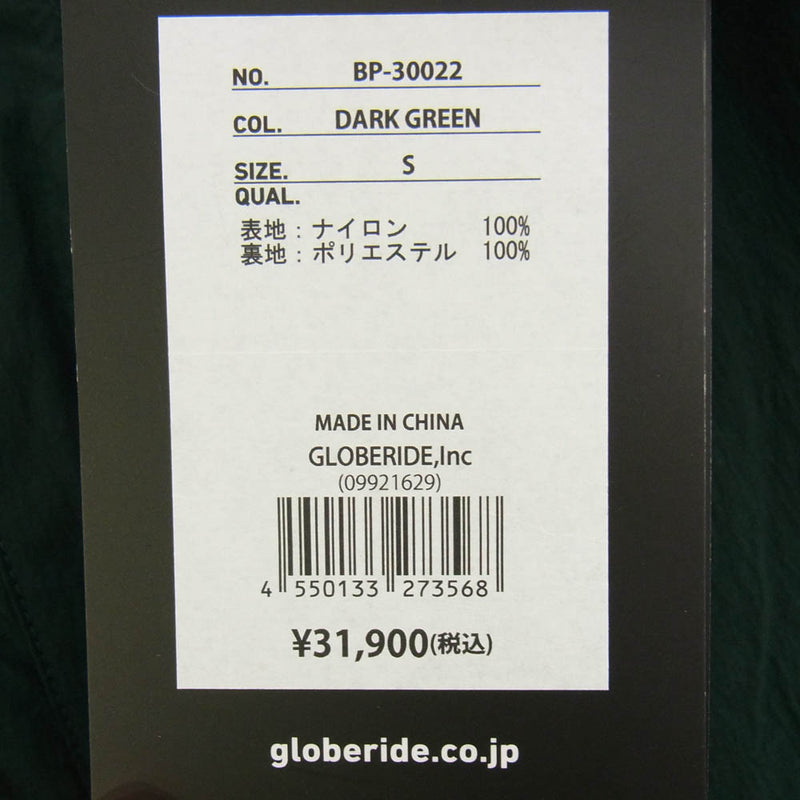 NO. BP-30022
COL. DARK GREEN
SIZE. S
QUAL.
表地：ナイロン 100%
裏地：ポリエステル 100%
MADE IN CHINA
GLOBERIDE,Inc
(09921629)
4 550133 273568
¥31,900(税込)
globeride.co.jp